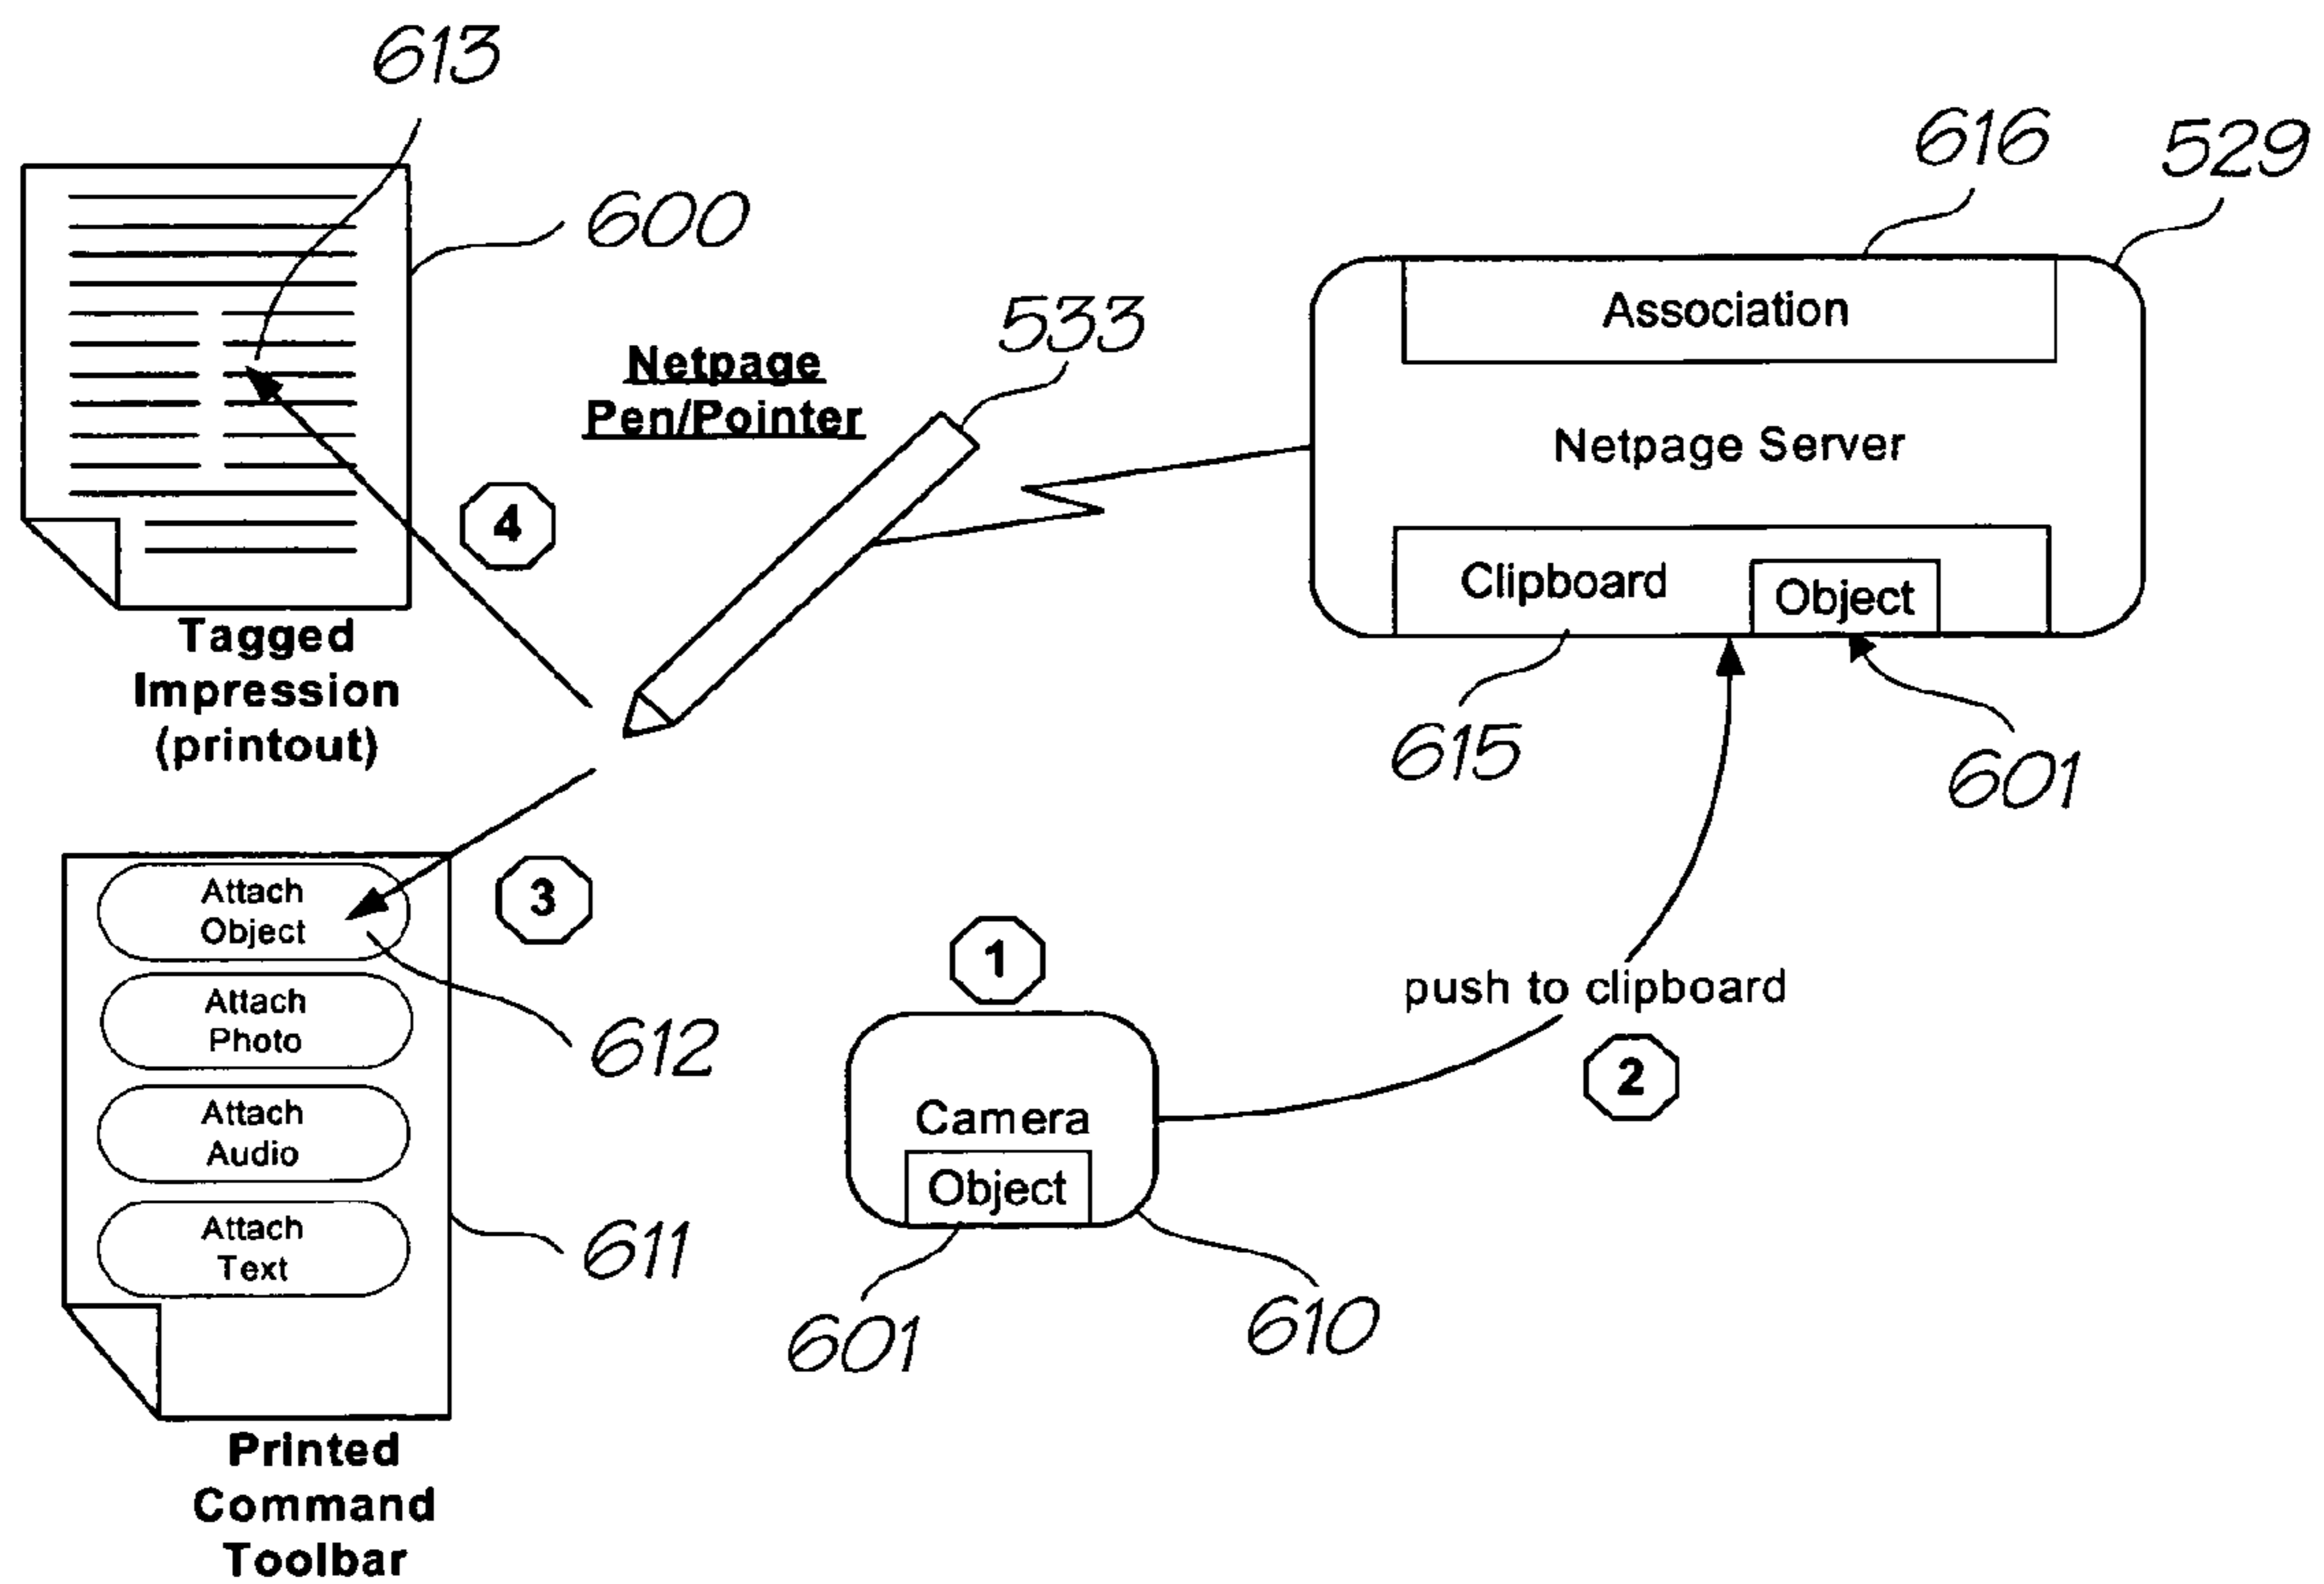 613
616
529
600
533
Association
Netpage
Pen/Pointer
Netpage Server
4
Clipboard
Object
Tagged
Impression
(printout)
615
601
Attach
Object
3
1
push to clipboard
Attach
Photo
612
2
Camera
Attach
Audio
Object
Attach
Text
611
601
610
Printed
Command
Toolbar